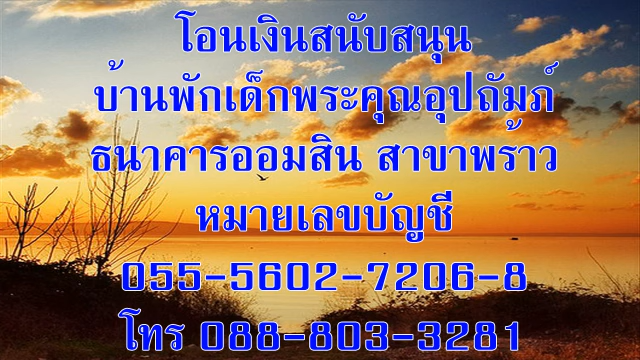 โอนเงินสนับสนุน
บ้านพักเด็กพระคุณอุปถัมภ์
ธนาคารออมสิน สาขาพร้าว
หมายเลขบัญชี
055-5602-7206-8
โทร 088-803-3281